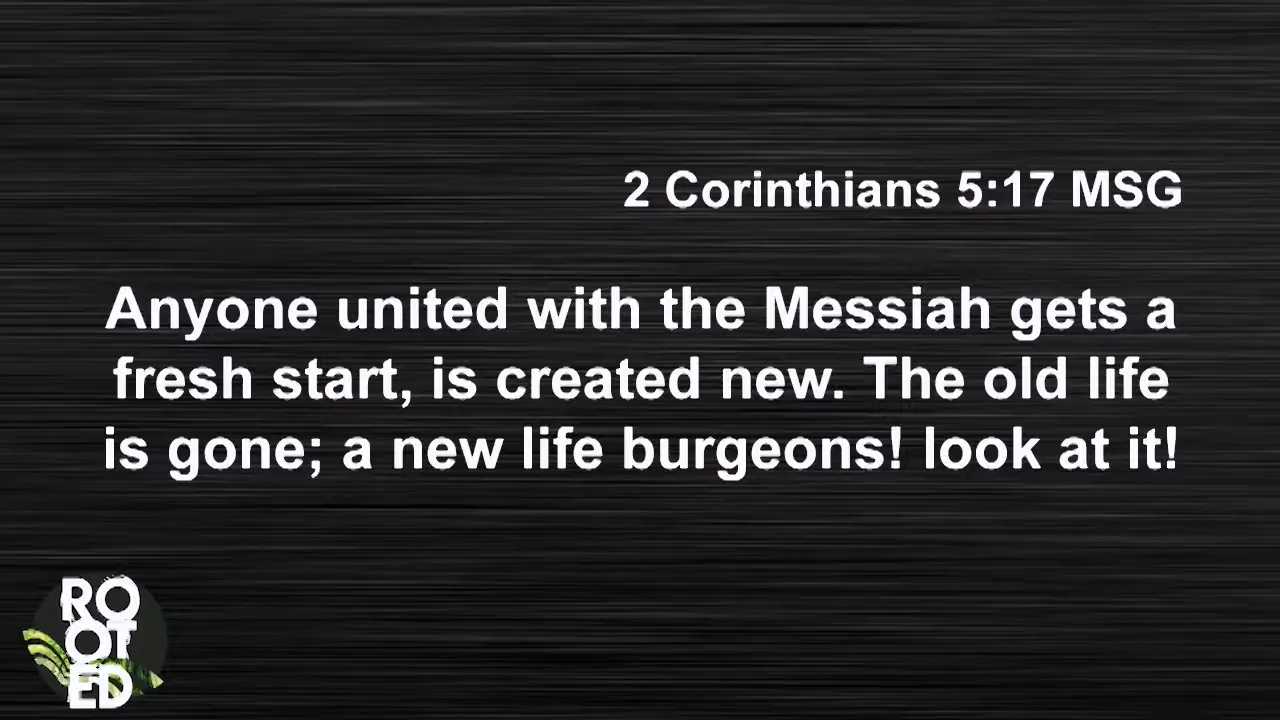 2 Corinthians 5:17 MSG
Anyone united with the Messiah gets a
fresh start, is created new. The old life
is gone; a new life burgeons! look at it!
RO
OT
ED